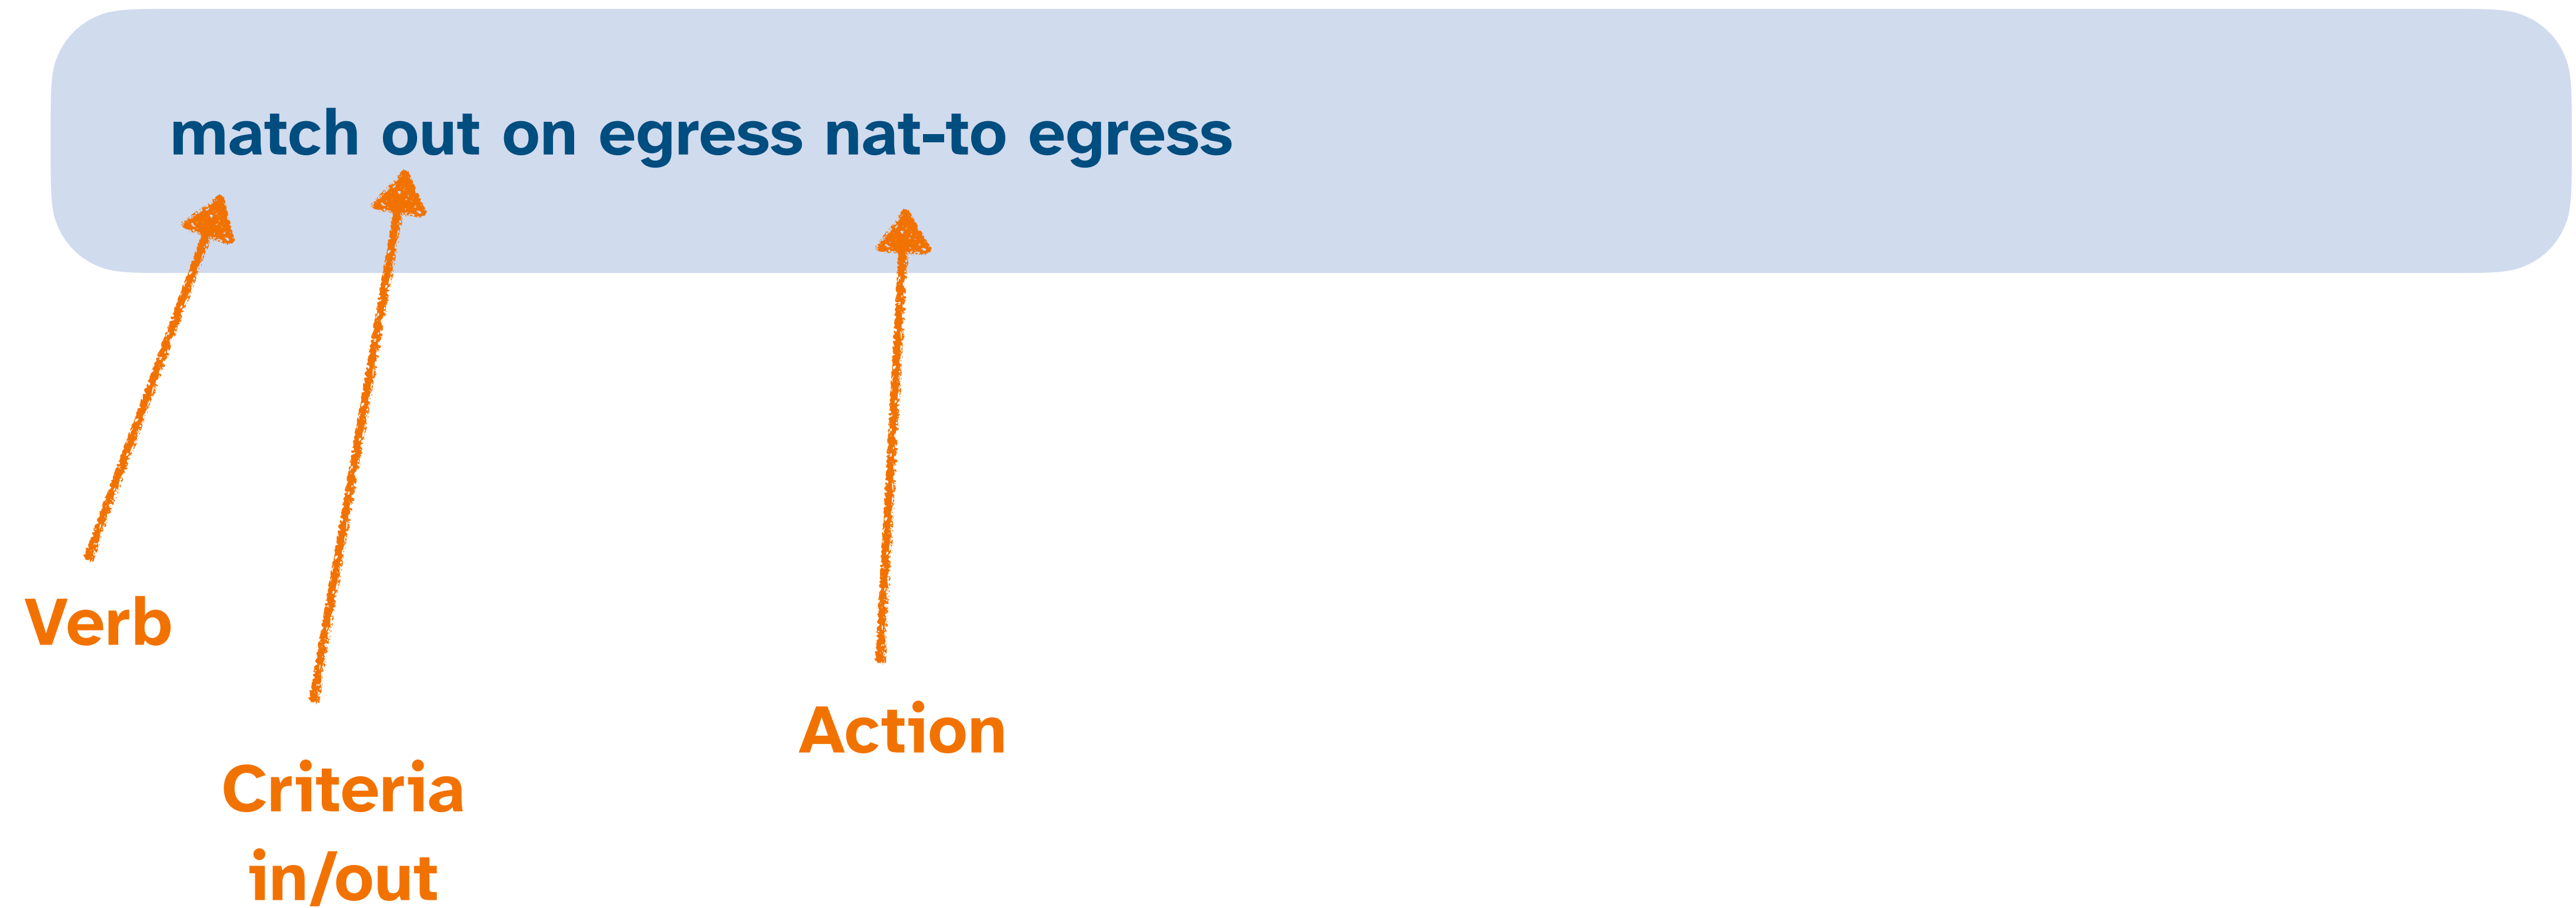 match out on egress nat-to egress
Verb
Action
Criteria
in/out